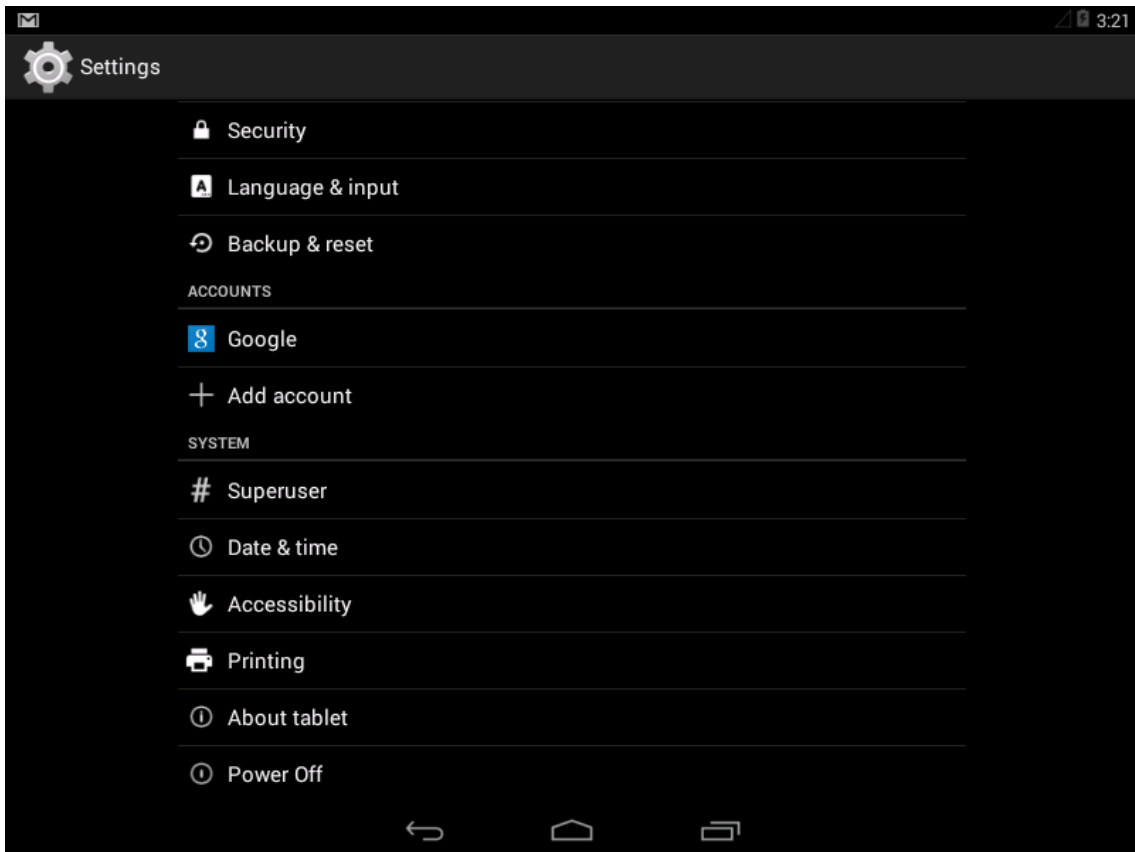 3:21
Settings
Security
Language & input
Backup & reset
ACCOUNTS
Google
Add account
SYSTEM
# Superuser
Date & time
Accessibility
Printing
About tablet
Power Off